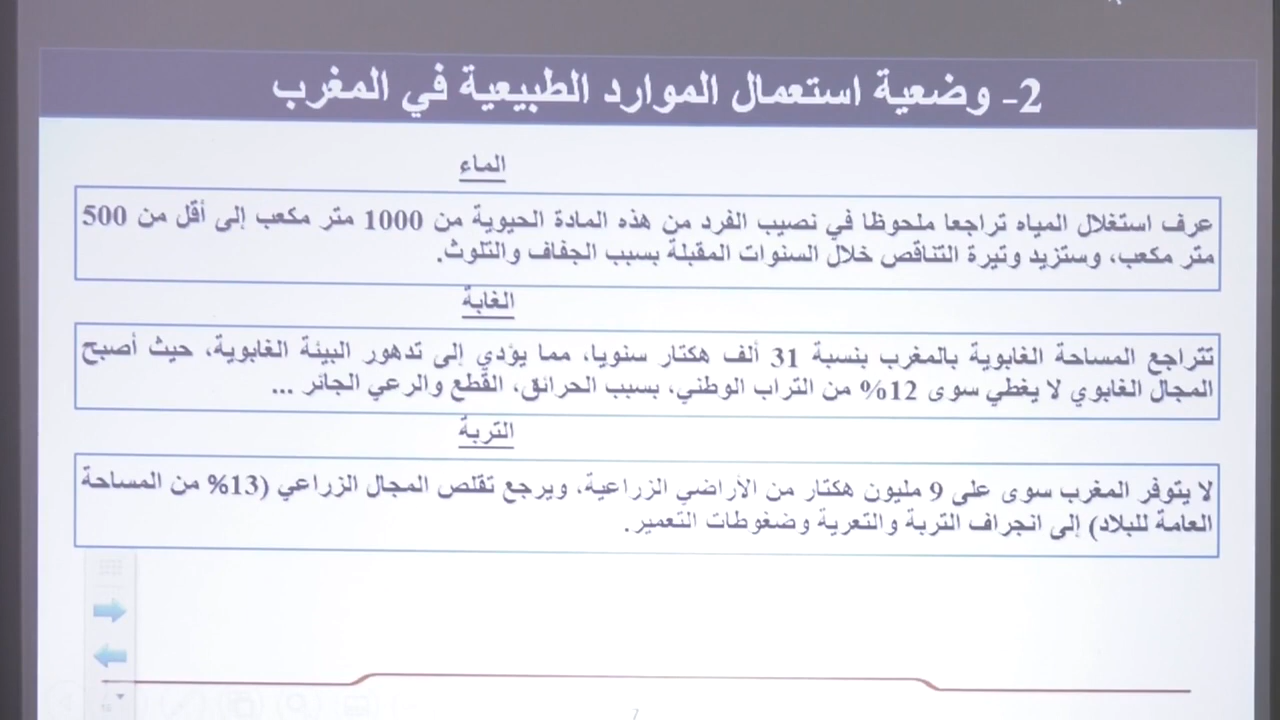 2- وضعية استعمال الموارد الطبيعية في المغرب
الماء
عرف استغلال المياه تراجعا ملحوظا في نصيب الفرد من هذه المادة الحيوية من 1000 متر مكعب إلى أقل من 500
متر مكعب، وستزيد وتيرة التناقص خلال السنوات المقبلة بسبب الجفاف والتلوث.
الغابة
تتراجع المساحة الغابوية بالمغرب بنسبة 31 ألف هكتار سنويا، مما يؤدي إلى تدهور البيئة الغابوية، حيث أصبح
المجال الغابوي لا يغطي سوى 12% من التراب الوطني، بسبب الحرائق، القطع والرعي الجائر ...
التربة
لا يتوفر المغرب سوى على 9 مليون هكتار من الأراضي الزراعية، ويرجع تقلص المجال الزراعي (13% من المساحة
العامة للبلاد) إلى انجراف التربة والتعرية وضغوطات التعمير.
7